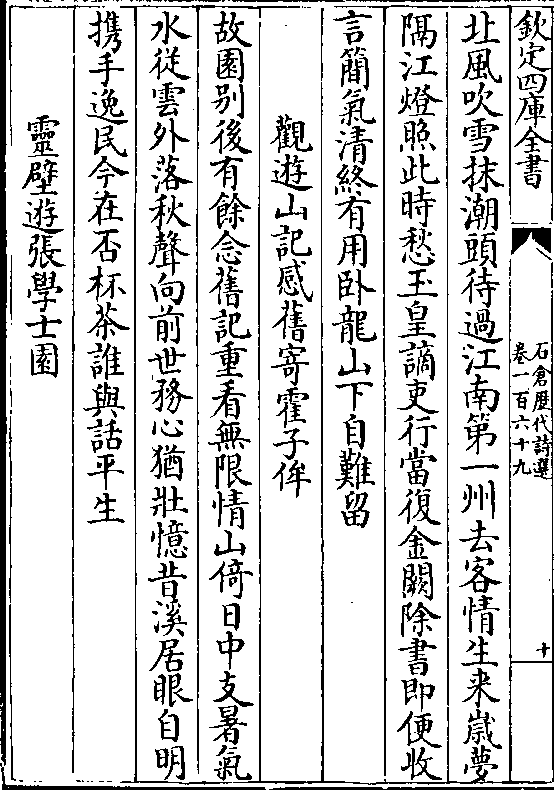 欽定四庫全書
石倉歴代詩選
卷一百六十九
十
北風吹雪抹潮頭待過江南第一州去客情生来嵗夢
隔江燈照此時愁玉皇謫吏行當復金闕除書即便收
言簡氣清終有用卧龍山下自難留
觀遊山記感舊寄霍子侔
故園别後有餘念舊記重看無限情山倚日中支暑氣
水従雲外落秋聲向前世務心猶壯憶昔溪居眼自明
携手逸民今在否杯茶誰與話平生
靈壁遊張學士園